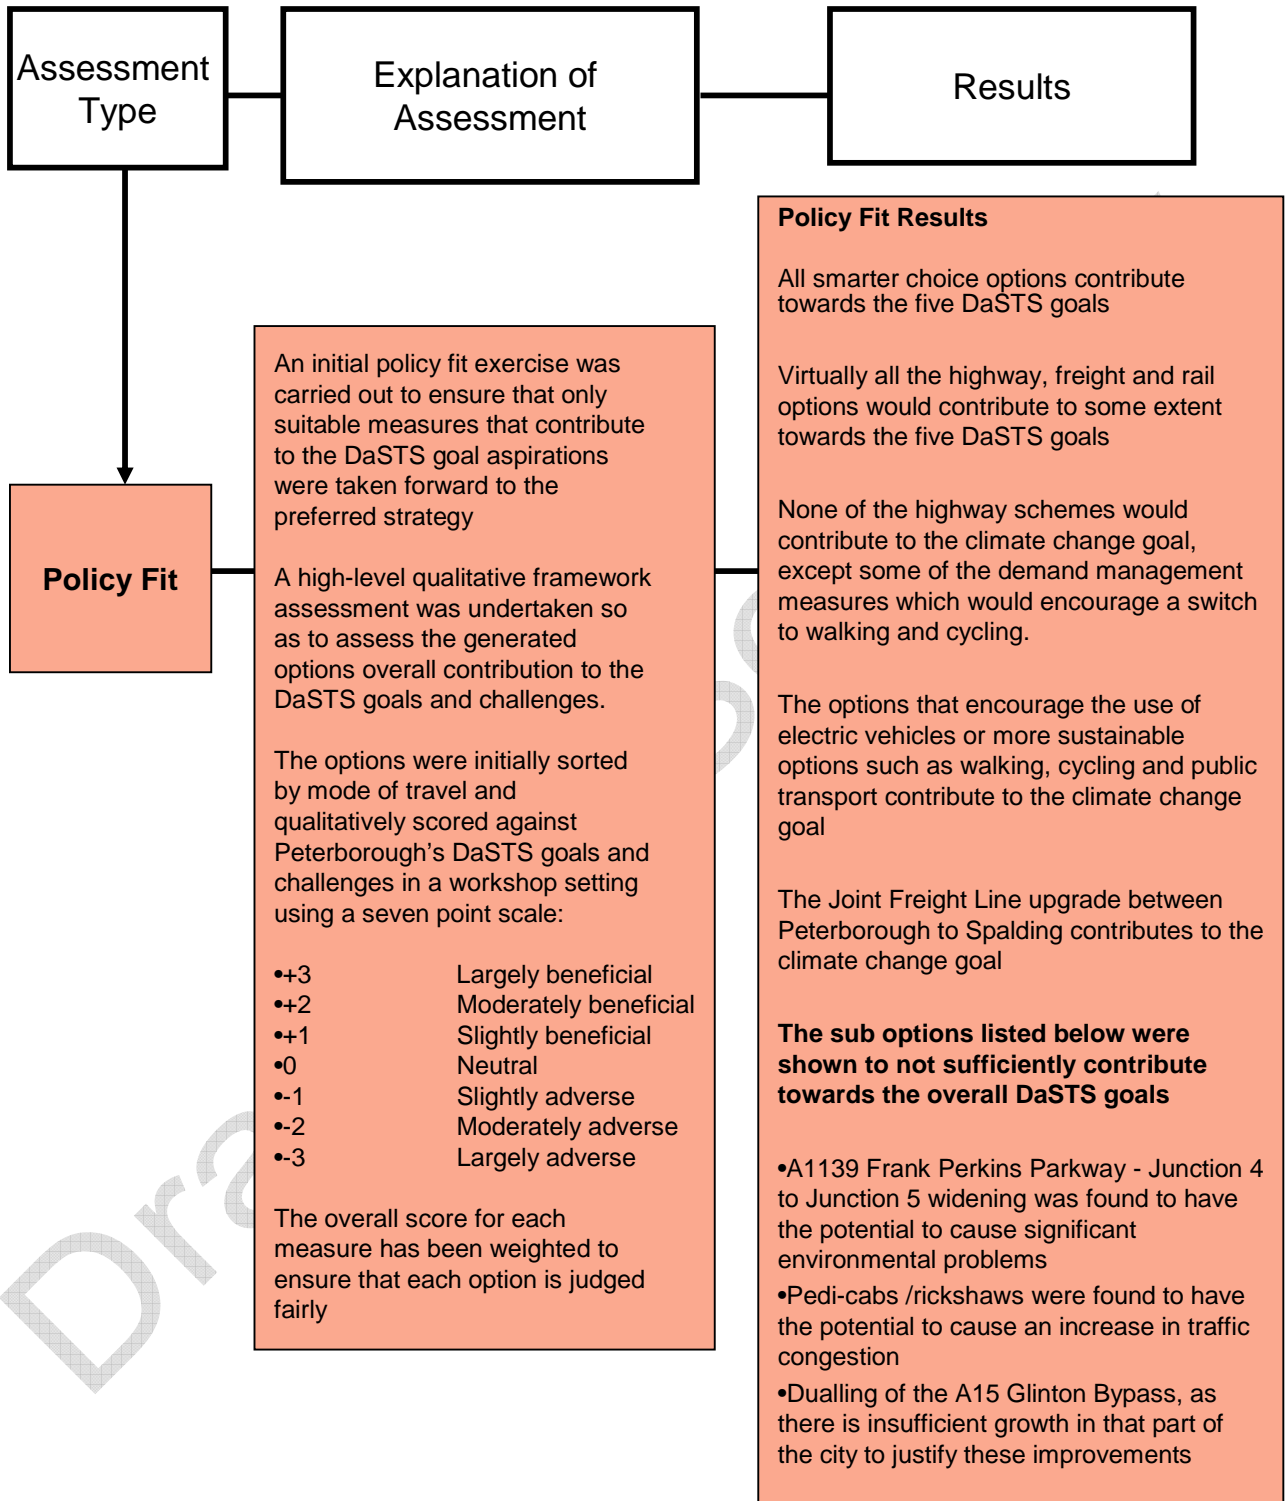 Assessment
Type
Explanation of
Assessment
Results
Policy Fit
An initial policy fit exercise was
carried out to ensure that only
suitable measures that contribute
to the DaSTS goal aspirations
were taken forward to the
preferred strategy
A high-level qualitative framework
assessment was undertaken so
as to assess the generated
options overall contribution to the
DaSTS goals and challenges.
The options were initially sorted
by mode of travel and
qualitatively scored against
Peterborough's DaSTS goals and
challenges in a workshop setting
using a seven point scale:
•+3 Largely beneficial
•+2 Moderately beneficial
•+1 Slightly beneficial
•0 Neutral
•-1 Slightly adverse
•-2 Moderately adverse
•-3 Largely adverse
The overall score for each
measure has been weighted to
ensure that each option is judged
fairly
Policy Fit Results
All smarter choice options contribute
towards the five DaSTS goals
Virtually all the highway, freight and rail
options would contribute to some extent
towards the five DaSTS goals
None of the highway schemes would
contribute to the climate change goal,
except some of the demand management
measures which would encourage a switch
to walking and cycling.
The options that encourage the use of
electric vehicles or more sustainable
options such as walking, cycling and public
transport contribute to the climate change
goal
The Joint Freight Line upgrade between
Peterborough to Spalding contributes to the
climate change goal
The sub options listed below were
shown to not sufficiently contribute
towards the overall DaSTS goals
•A1139 Frank Perkins Parkway - Junction 4
to Junction 5 widening was found to have
the potential to cause significant
environmental problems
•Pedi-cabs /rickshaws were found to have
the potential to cause an increase in traffic
congestion
•Dualling of the A15 Glinton Bypass, as
there is insufficient growth in that part of
the city to justify these improvements